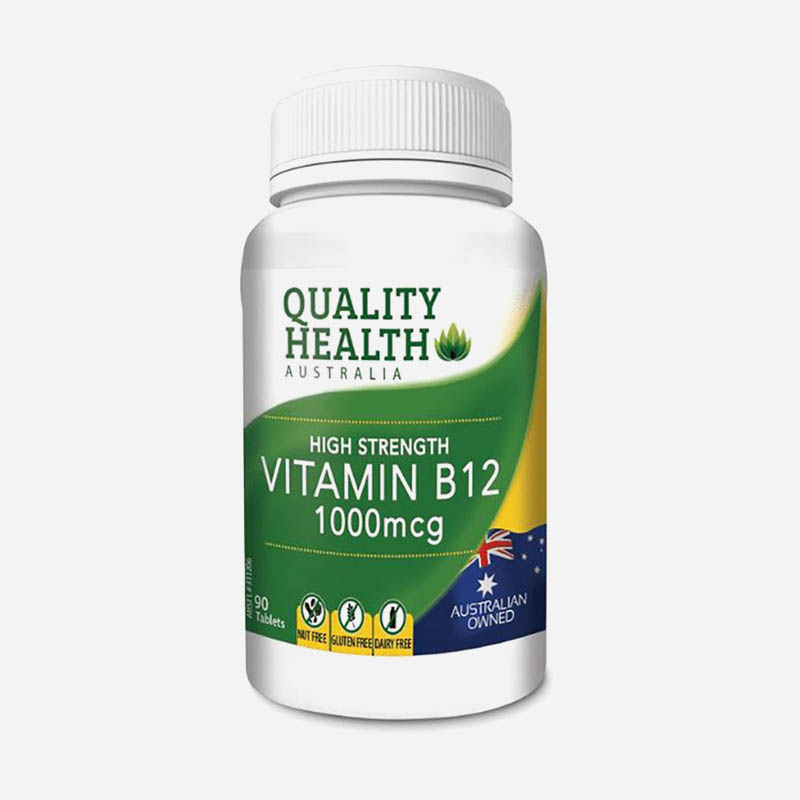 QUALITY
HEALTH
AUSTRALIA
HIGH STRENGTH
VITAMIN B12
1000mcg
90
Tablets
NUT FREE
GLUTEN FREE
DAIRY FREE
AUSTRALIAN
OWNED